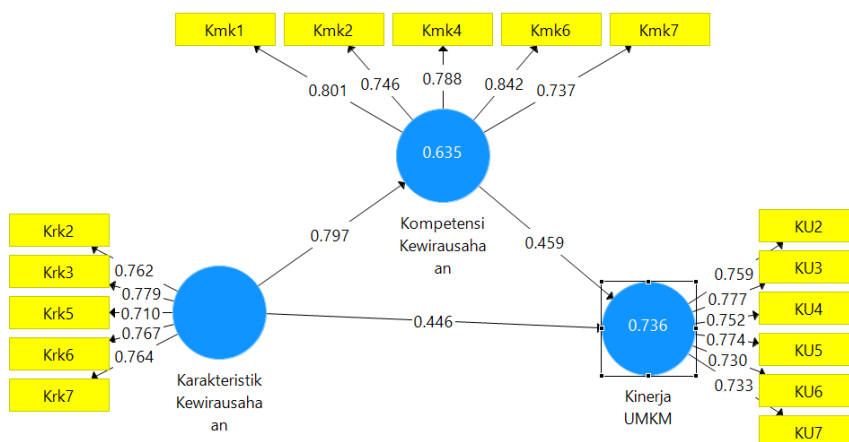 Kmk1
Kmk2
Kmk4
Kmk6
Kmk7
0.801
0.746
0.788
0.842
0.737
0.635
Kompetensi
Kewirausaha
an
0.797
0.459
Krk2
Krk3
Krk5
Krk6
Krk7
0.762
0.779
0.710
0.767
0.764
Karakteristik
Kewirausaha
an
0.446
0.736
Kinerja
UMKM
0.759
0.777
0.752
0.774
0.730
0.733
KU2
KU3
KU4
KU5
KU6
KU7